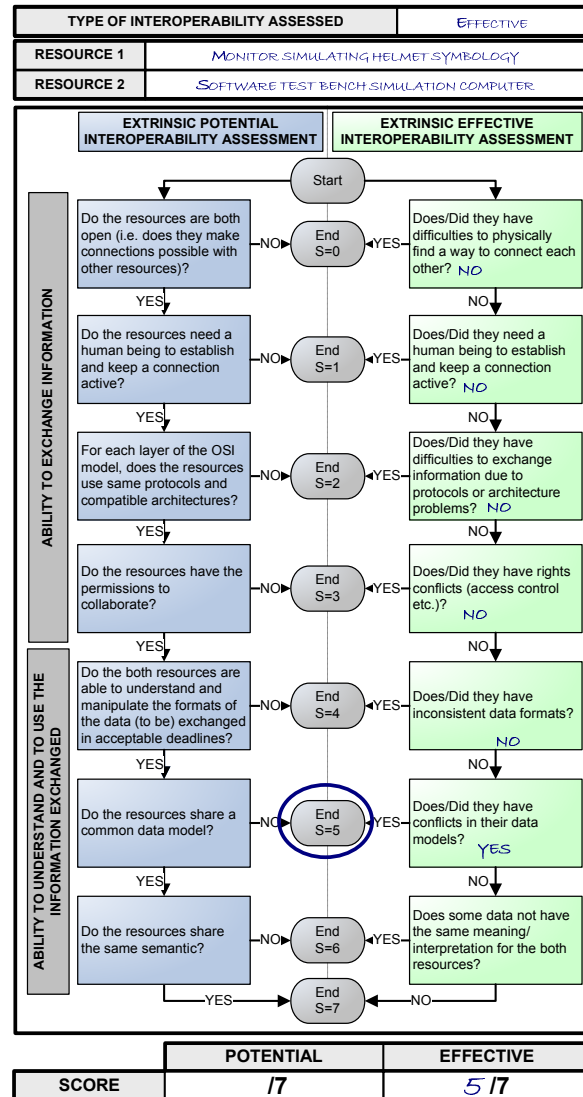 TYPE OF INTEROPERABILITY ASSESSED EFFECTIVE
RESOURCE 1 MONITOR SIMULATING HELMET SYMBOLOGY
RESOURCE 2 SOFTWARE TEST BENCH SIMULATION COMPUTER
EXTRINSIC POTENTIAL
INTEROPERABILITY ASSESSMENT
EXTRINSIC EFFECTIVE
INTEROPERABILITY ASSESSMENT
Start
ABILITY TO EXCHANGE INFORMATION
Do the resources are both
open (i.e. does they make
connections possible with
other resources)?
NO
End
S=0
YES
Does/Did they have
difficulties to physically
find a way to connect each
other? NO
YES
NO
Do the resources need a
human being to establish
and keep a connection
active?
NO
End
S=1
YES
Does/Did they need a
human being to establish
and keep a connection
active? NO
YES
NO
For each layer of the OSI
model, does the resources
use same protocols and
compatible architectures?
NO
End
S=2
YES
Does/Did they have
difficulties to exchange
information due to
protocols or architecture
problems? NO
YES
NO
Do the resources have the
permissions to
collaborate?
NO
End
S=3
YES
Does/Did they have rights
conflicts (access control
etc.)?
NO
YES
NO
ABILITY TO UNDERSTAND AND TO USE THE
INFORMATION EXCHANGED
Do the both resources are
able to understand and
manipulate the formats of
the data (to be) exchanged
in acceptable deadlines?
NO
End
S=4
YES
Does/Did they have
inconsistent data formats?
NO
YES
NO
Do the resources share a
common data model?
NO
End
S=5
YES
Does/Did they have
conflicts in their data
models?
YES
YES
NO
Do the resources share
the same semantic?
NO
End
S=6
YES
Does some data not have
the same meaning/
interpretation for the both
resources?
YES
End
S=7
NO
POTENTIAL EFFECTIVE
SCORE /7 5 /7